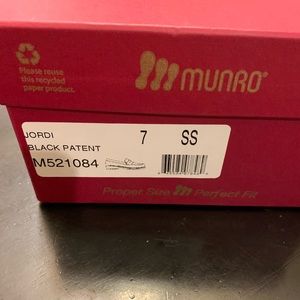 Please reuse
this recycled
paper product.
MUNRO
JORDI
7
SS
BLACK PATENT
M521084
Proper Size Perfect Fit